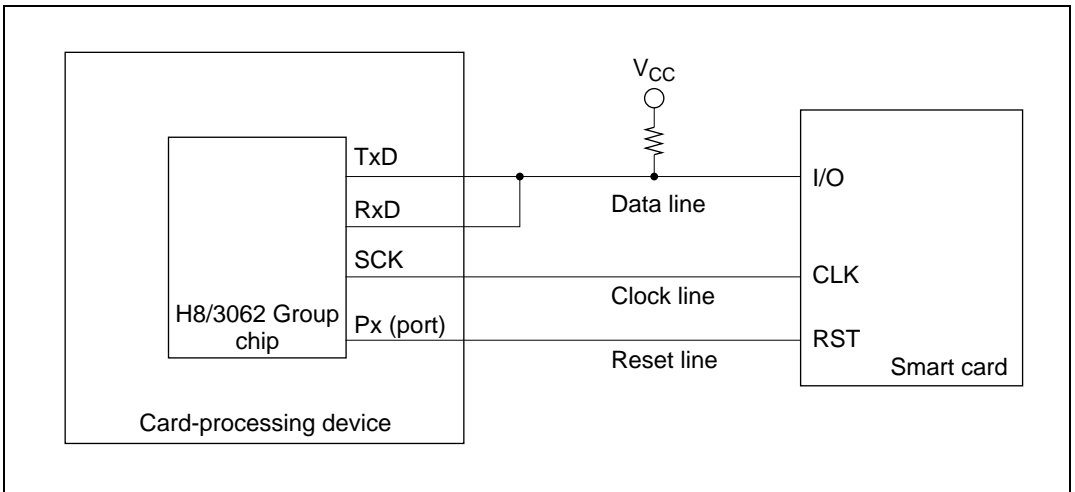 V_CC
TxD
I/O
RxD
Data line
SCK
CLK
Clock line
H8/3062 Group
chip
Px (port)
RST
Reset line
Smart card
Card-processing device